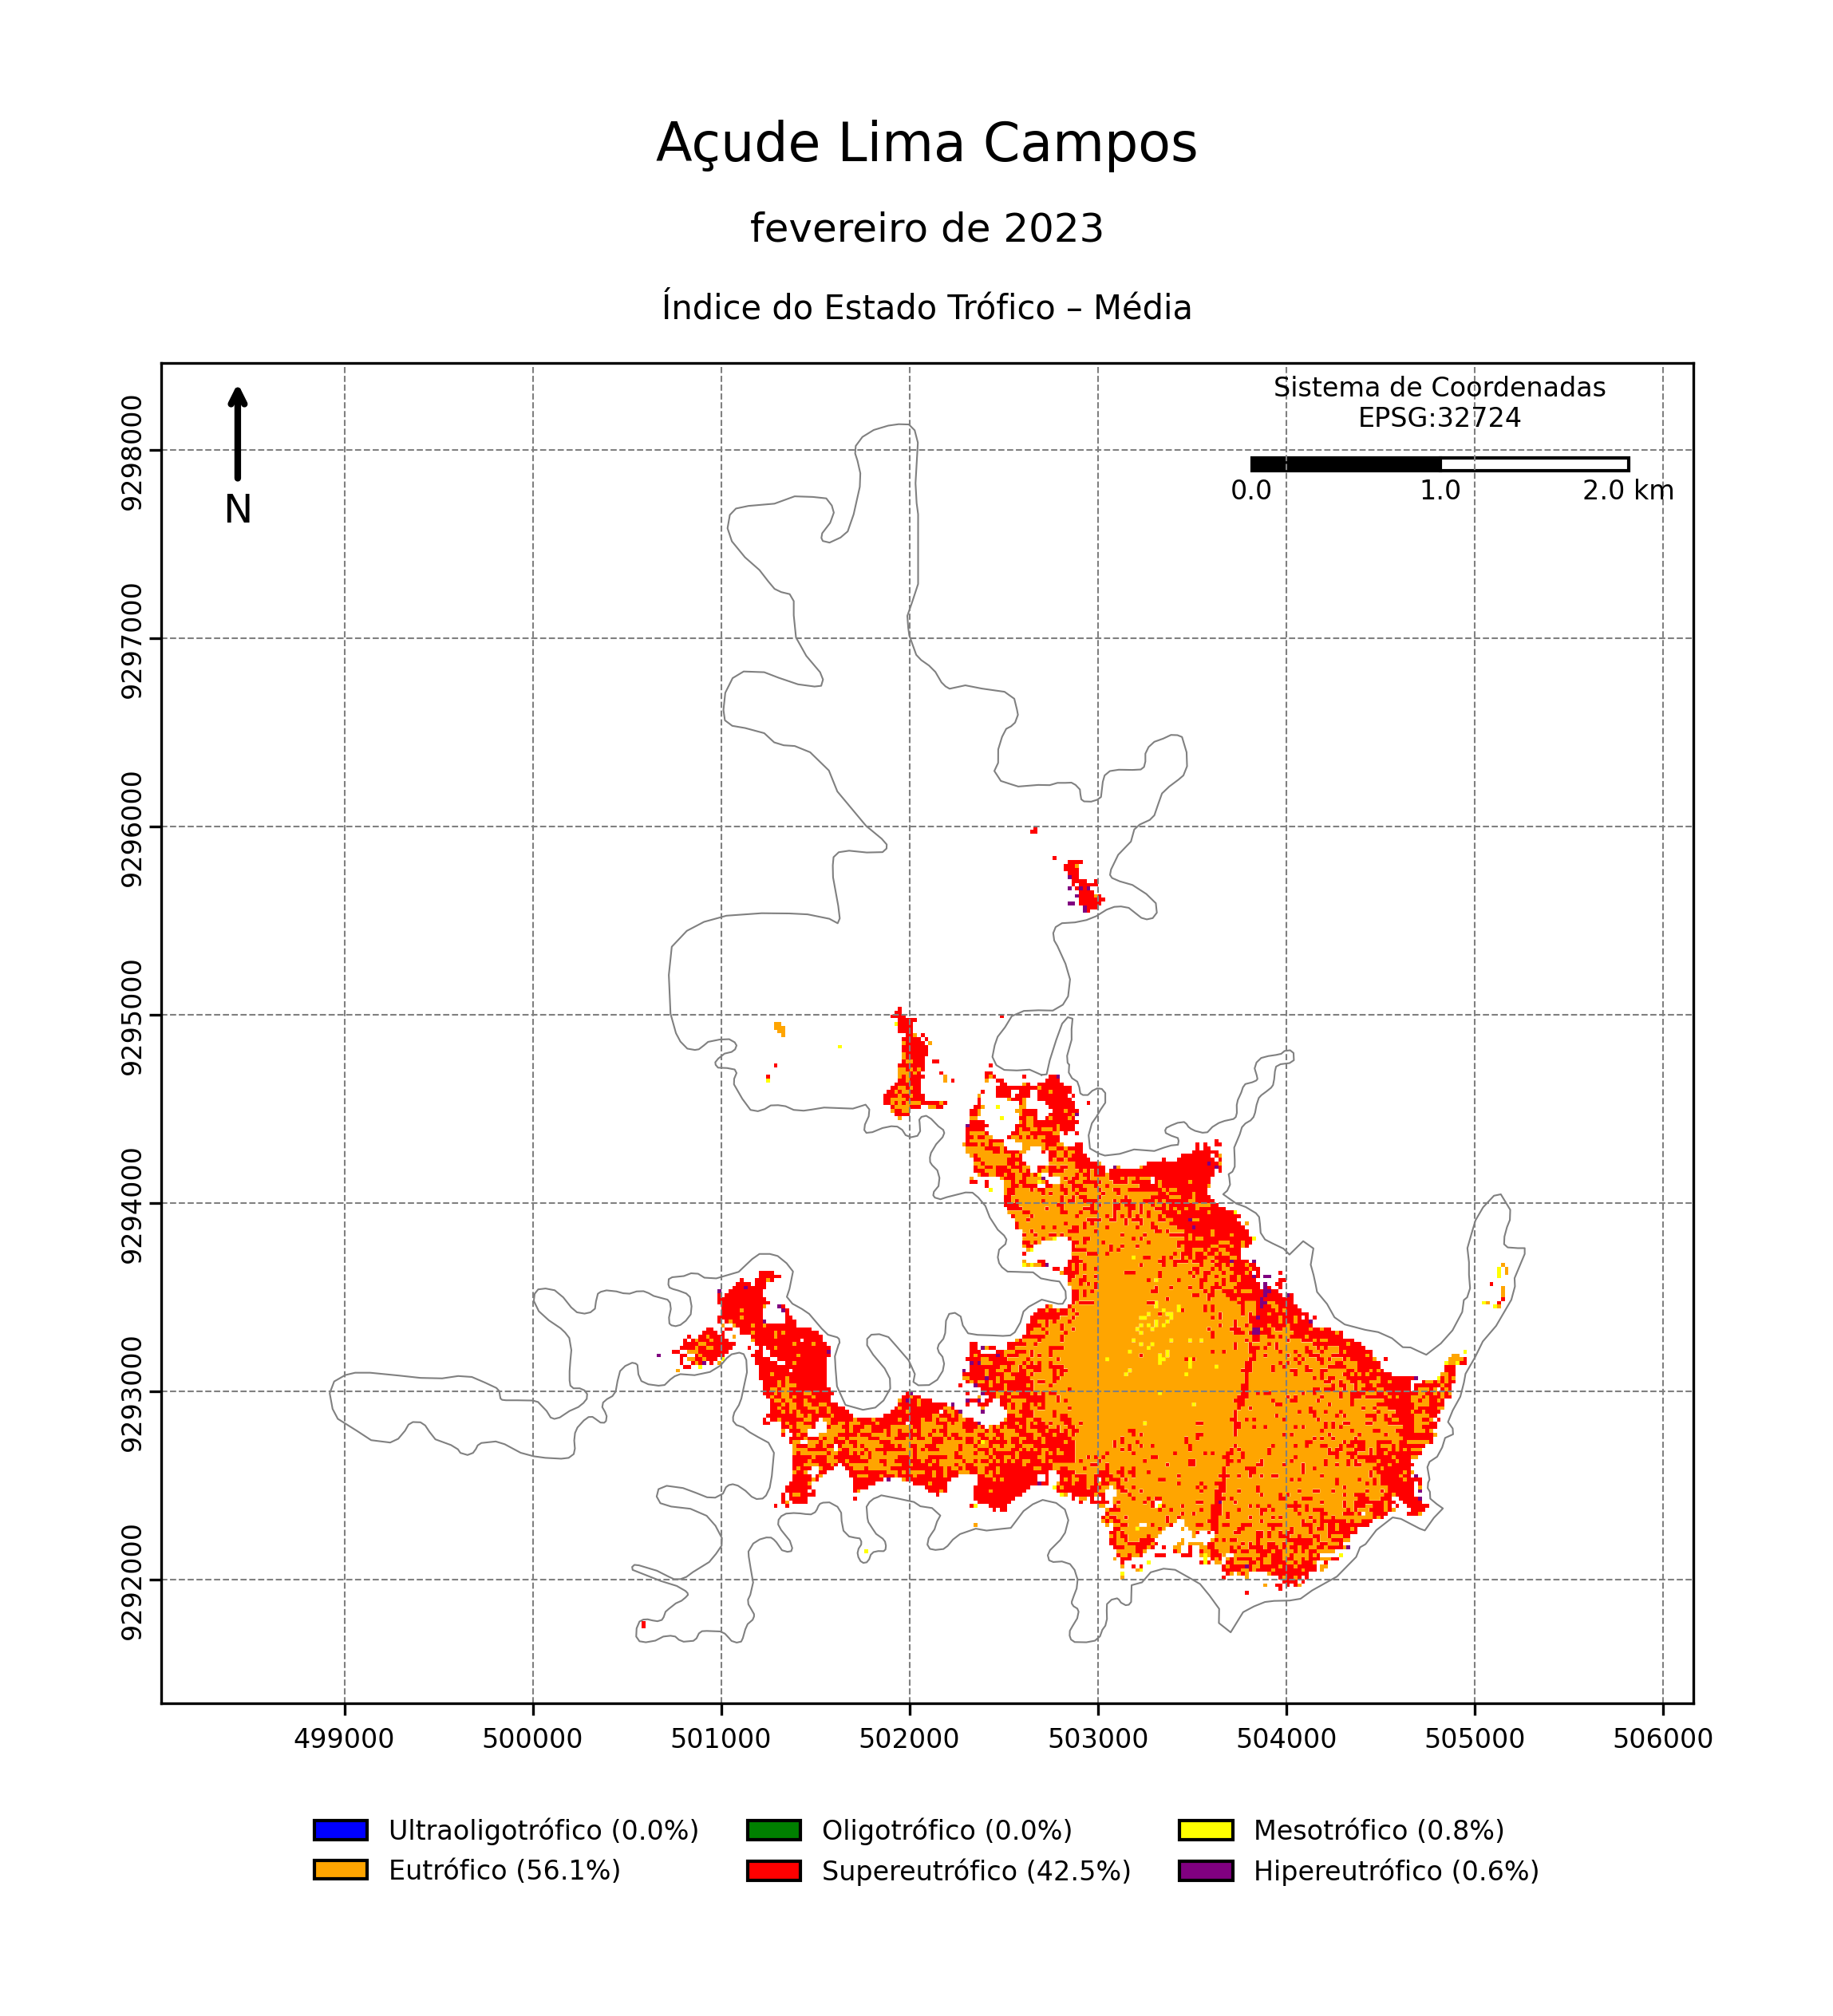 Açude Lima Campos
fevereiro de 2023
Índice do Estado Trófico – Média
Sistema de Coordenadas
EPSG:32724
0.0 1.0 2.0 km
N
9298000
9297000
9296000
9295000
9294000
9293000
9292000
499000 500000 501000 502000 503000 504000 505000 506000
Ultraoligotrófico (0.0%) Oligotrófico (0.0%) Mesotrófico (0.8%)
Eutrófico (56.1%) Supereutrófico (42.5%) Hipereutrófico (0.6%)